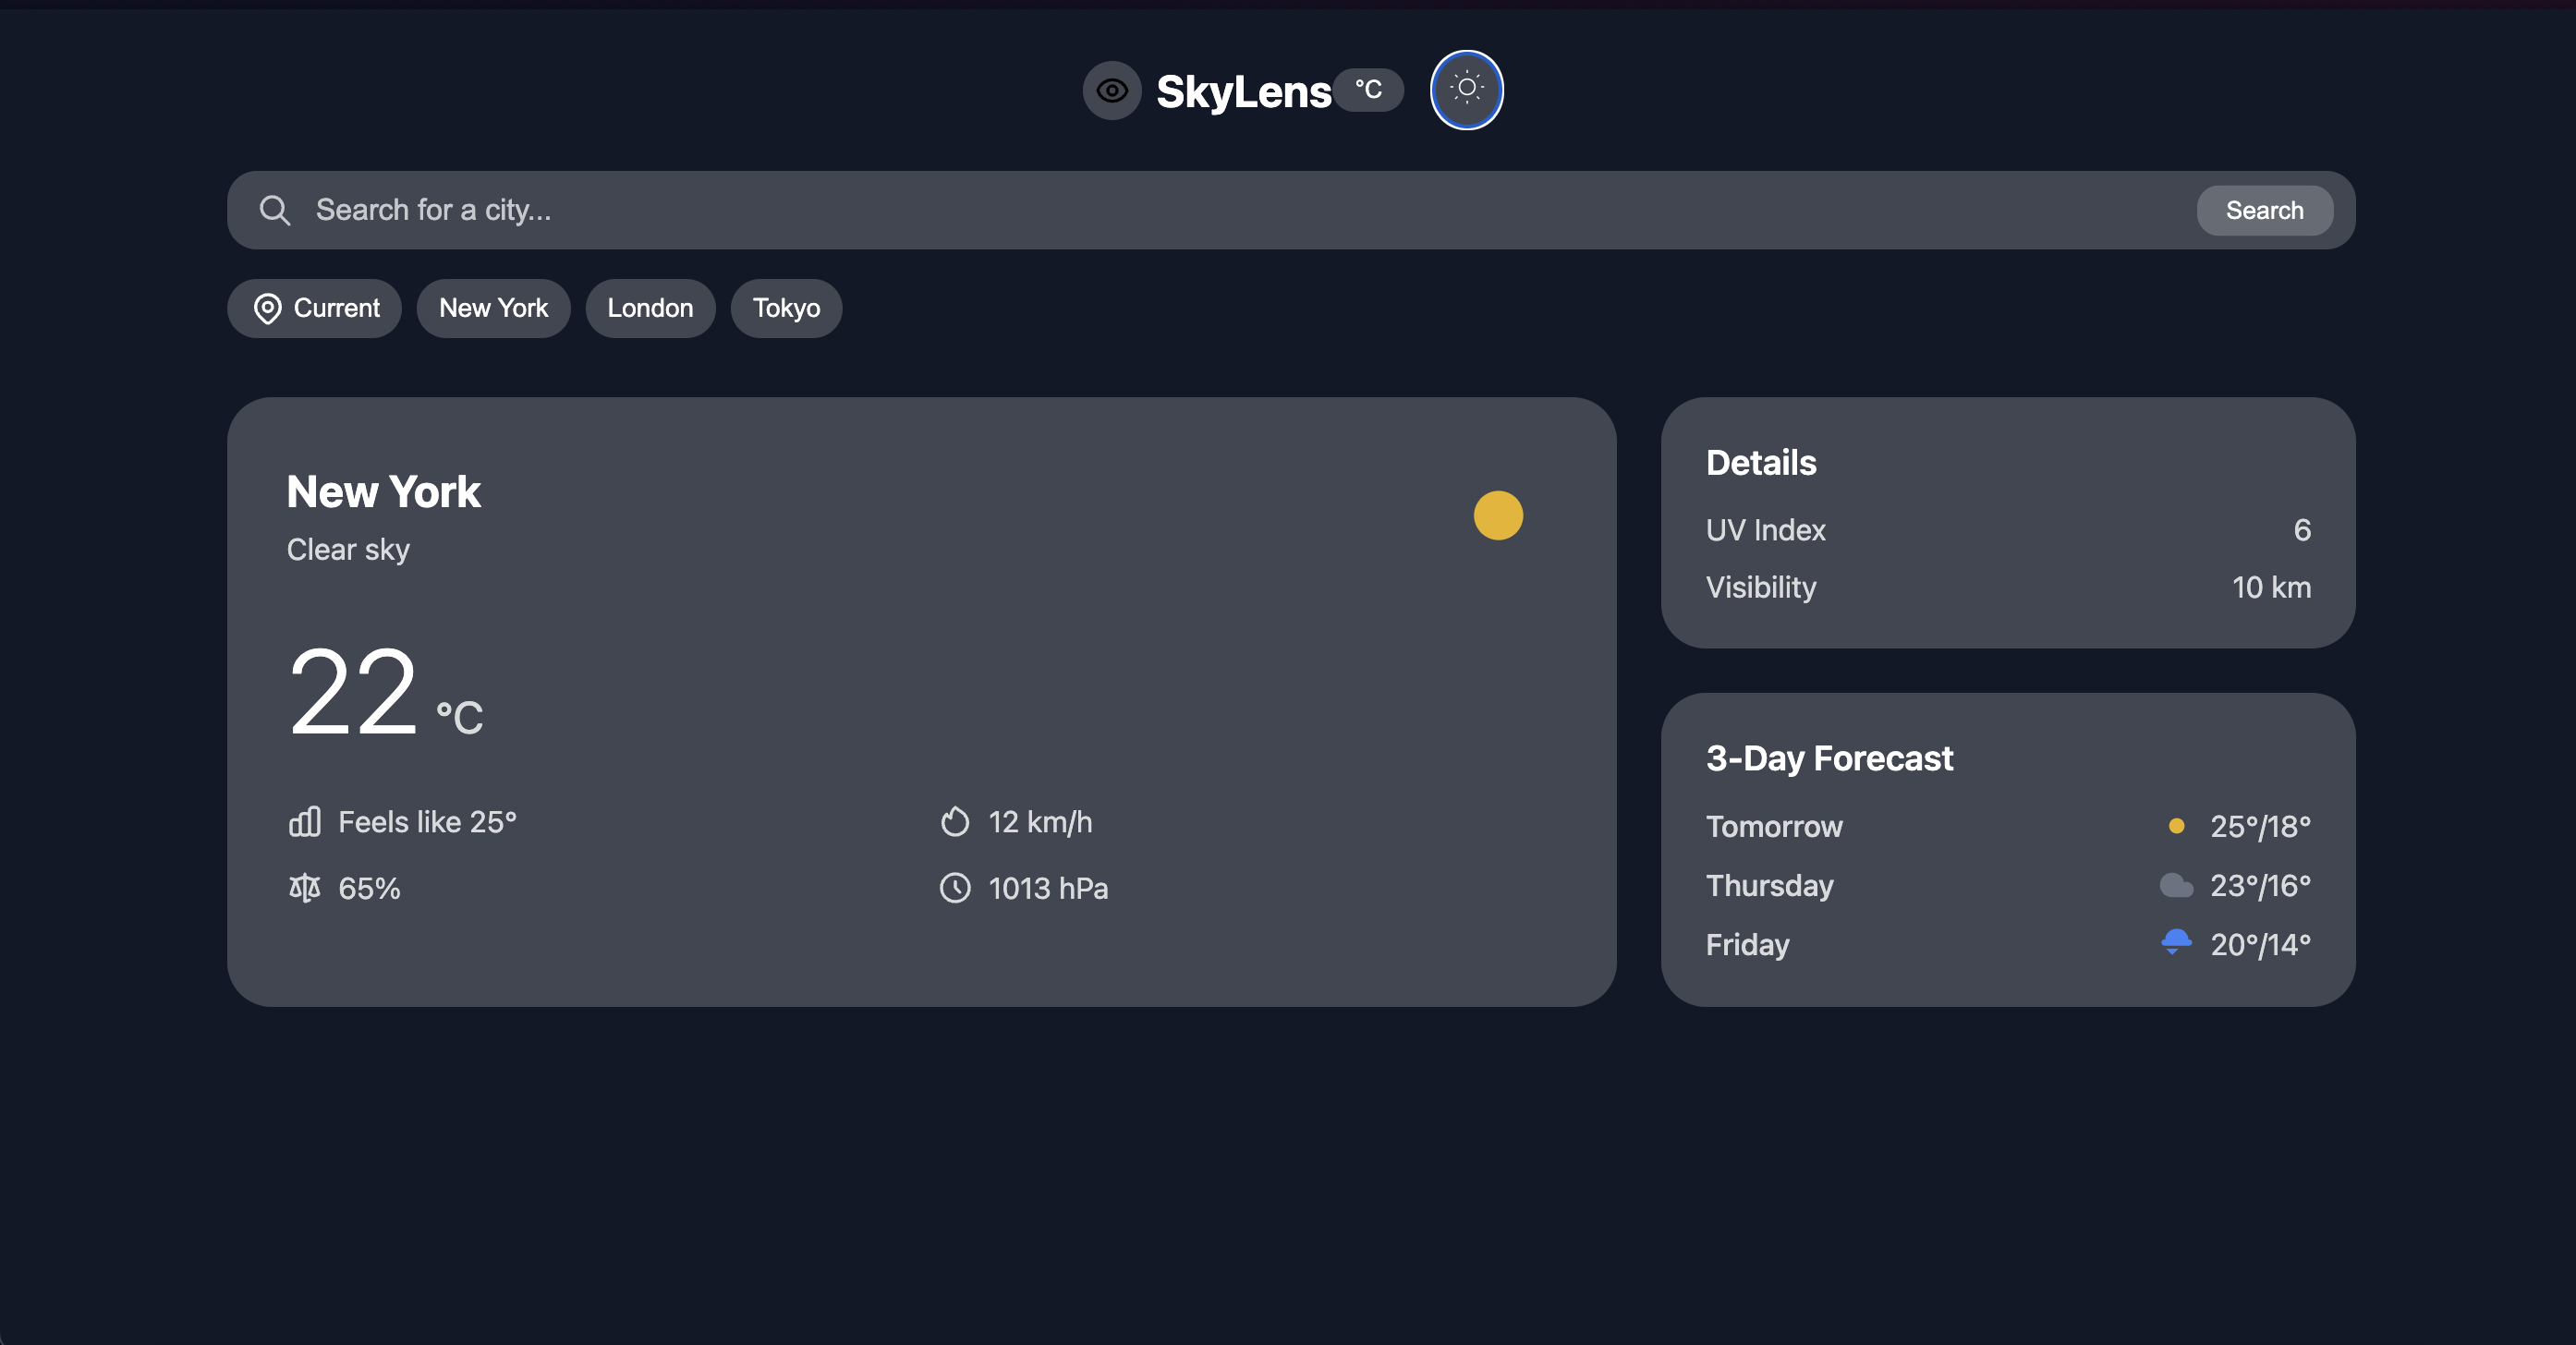 SkyLens °C
Search for a city... Search
Current New York London Tokyo
New York
Clear sky
22 °C
Feels like 25° 12 km/h
65% 1013 hPa
Details
UV Index 6
Visibility 10 km
3-Day Forecast
Tomorrow 25°/18°
Thursday 23°/16°
Friday 20°/14°